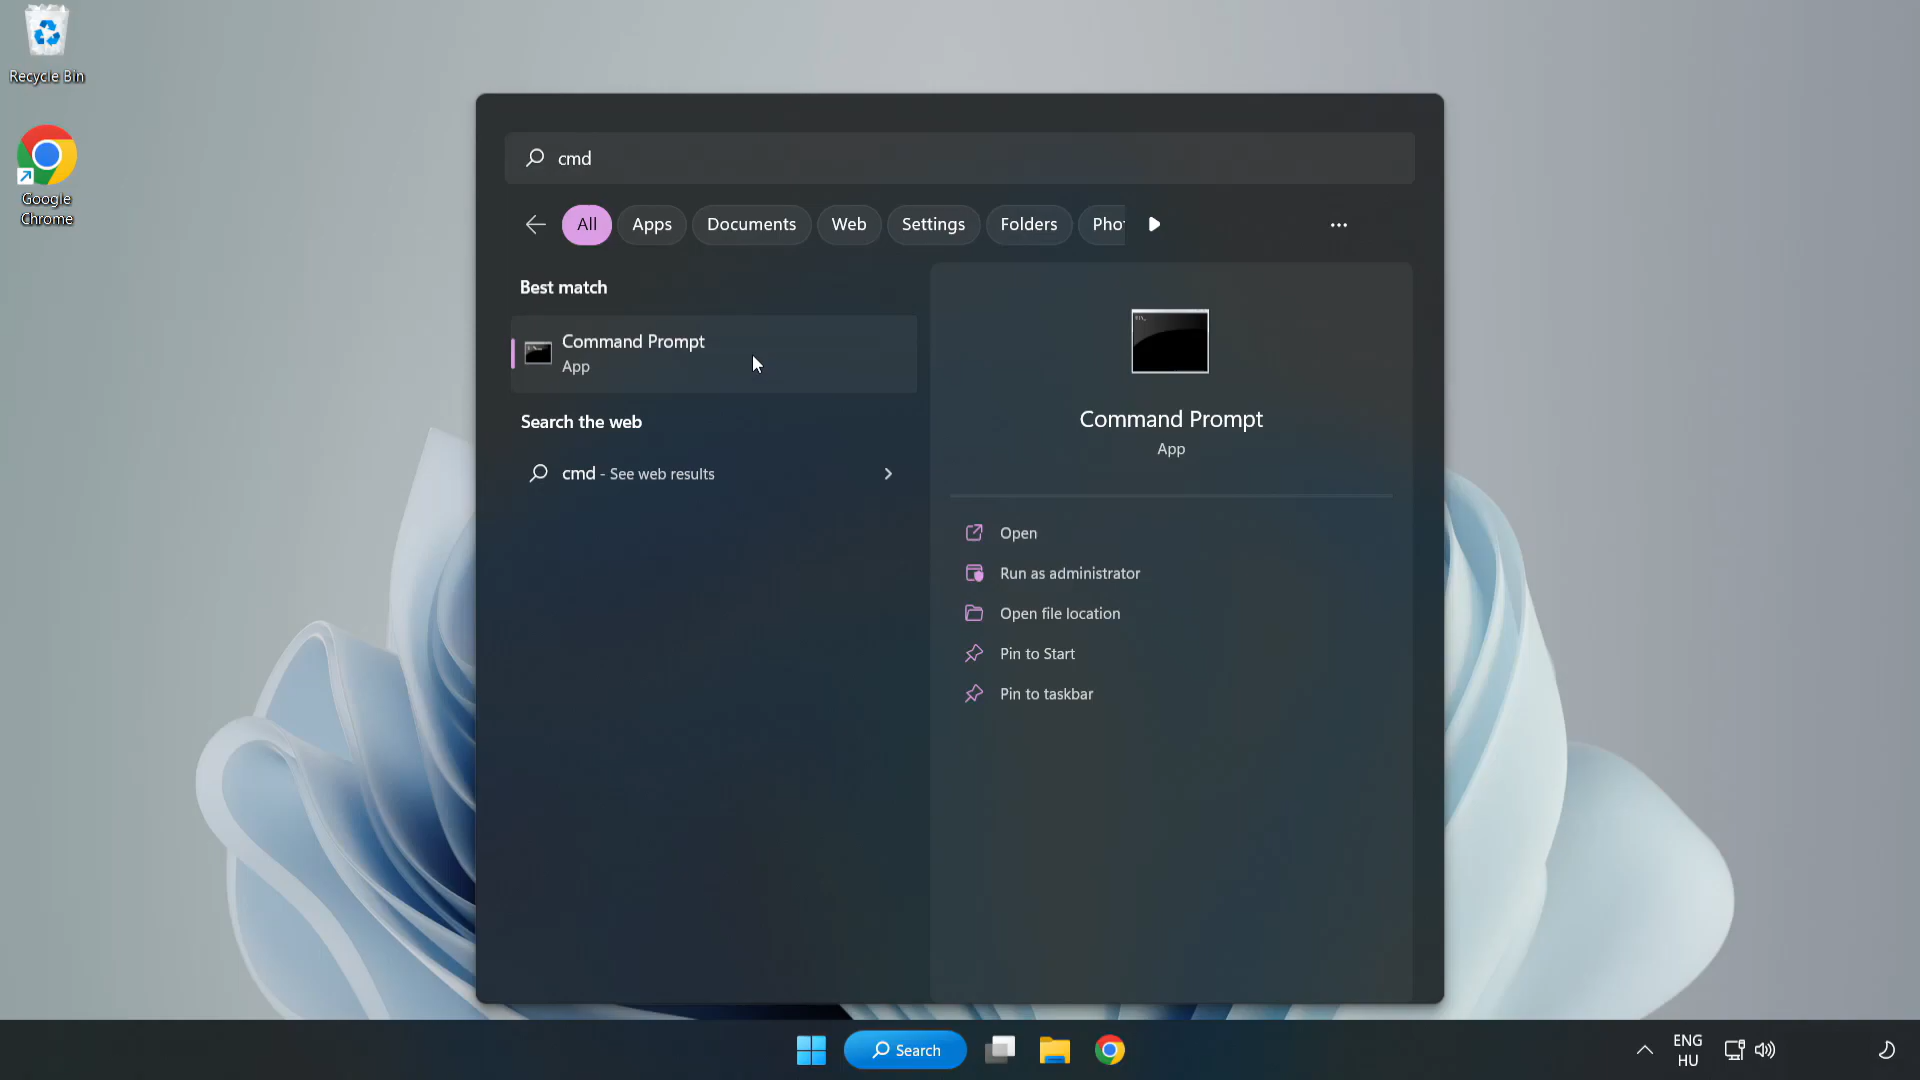 Recycle Bin
Google
Chrome
cmd
All
Apps
Documents
Web
Settings
Folders
Best match
Command Prompt
App
Search the web
cmd - See web results
Command Prompt
App
Open
Run as administrator
Open file location
Pin to Start
Pin to taskbar
Search
ENG
HU